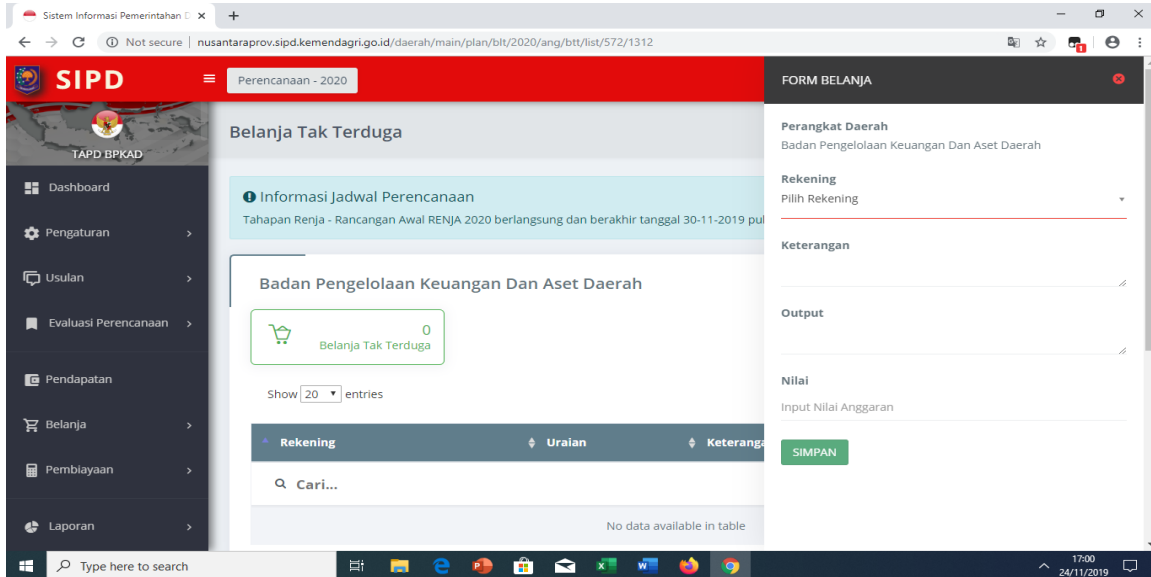 Sistem Informasi Pemerintahan D
Not secure | nusantaraprov.sipd.kemendagri.go.id/daerah/main/plan/blt/2020/ang/btt/list/572/1312
1
SIPD
Perencanaan - 2020
TAPD BPKAD
Dashboard
Pengaturan
Usulan
Evaluasi Perencanaan
Pendapatan
Belanja
Pembiayaan
Laporan
Belanja Tak Terduga
Informasi Jadwal Perencanaan
Tahapan Renja - Rancangan Awal RENJA 2020 berlangsung dan berakhir tanggal 30-11-2019 pu
Badan Pengelolaan Keuangan Dan Aset Daerah
0
Belanja Tak Terduga
Show 20 entries
Rekening Uraian Keteranga
Cari...
No data available in table
FORM BELANJA
Perangkat Daerah
Badan Pengelolaan Keuangan Dan Aset Daerah
Rekening
Pilih Rekening
Keterangan
Output
Nilai
Input Nilai Anggaran
SIMPAN
Type here to search
17:00
24/11/2019